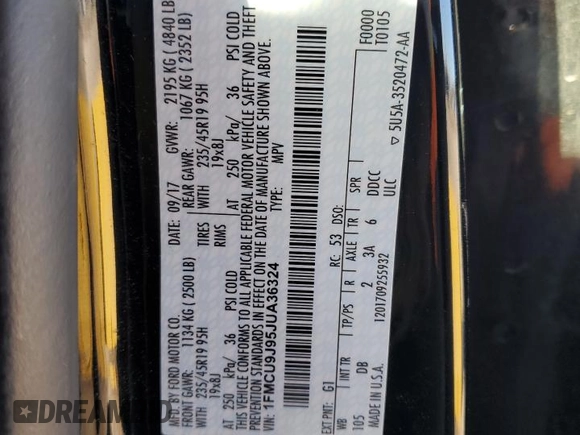 MFD. BY FORD MOTOR CO.
DATE: 09/17 GVWR: 2195 KG ( 4840 LB
FRONT GAWR: 1134 KG ( 2500 LB) REAR GAWR: 1067 KG ( 2352 LB)
WITH 235/45R19 95H TIRES WITH 235/45R19 95H
19x8J RIMS 19x8J
AT 250 kPa/ 36 PSI COLD AT 250 kPa/ 36 PSI COLD
THIS VEHICLE CONFORMS TO ALL APPLICABLE FEDERAL MOTOR VEHICLE SAFETY AND THEFT
PREVENTION STANDARDS IN EFFECT ON THE DATE OF MANUFACTURE SHOWN ABOVE.
VIN: 1FMCU9J95JUA36324 TYPE: MPV
EXT PNT: G1 RC: 53 DSO: F0000
T0105
WB INT TR TP/PS R AXLE TR SPR
105 DB 2 3A 6 DDCC
ULC
MADE IN U.S.A. 1201709255932
5U5A-3520472-AA
DREAMBID